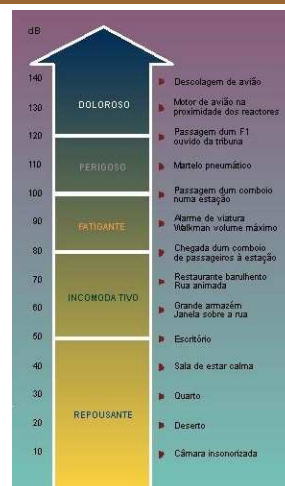 dB
140
130
120
110
100
90
80
70
60
50
40
30
20
10
DOLOROSO
PERIGOSO
FATIGANTE
INCOMODATIVO
REPOUSANTE
Descolagem de avião
Motor de avião na
proximidade dos reactores
Passagem dum F1
ouvido da tribuna
Martelo pneumático
Passagem dum comboio
numa estação
Alarme de viatura
Walkman volume máximo
Chegada dum comboio
de passageiros à estação
Restaurante barulhento
Rua animada
Grande armazém
Janela sobre a rua
Escritório
Sala de estar calma
Quarto
Deserto
Câmara insonorizada